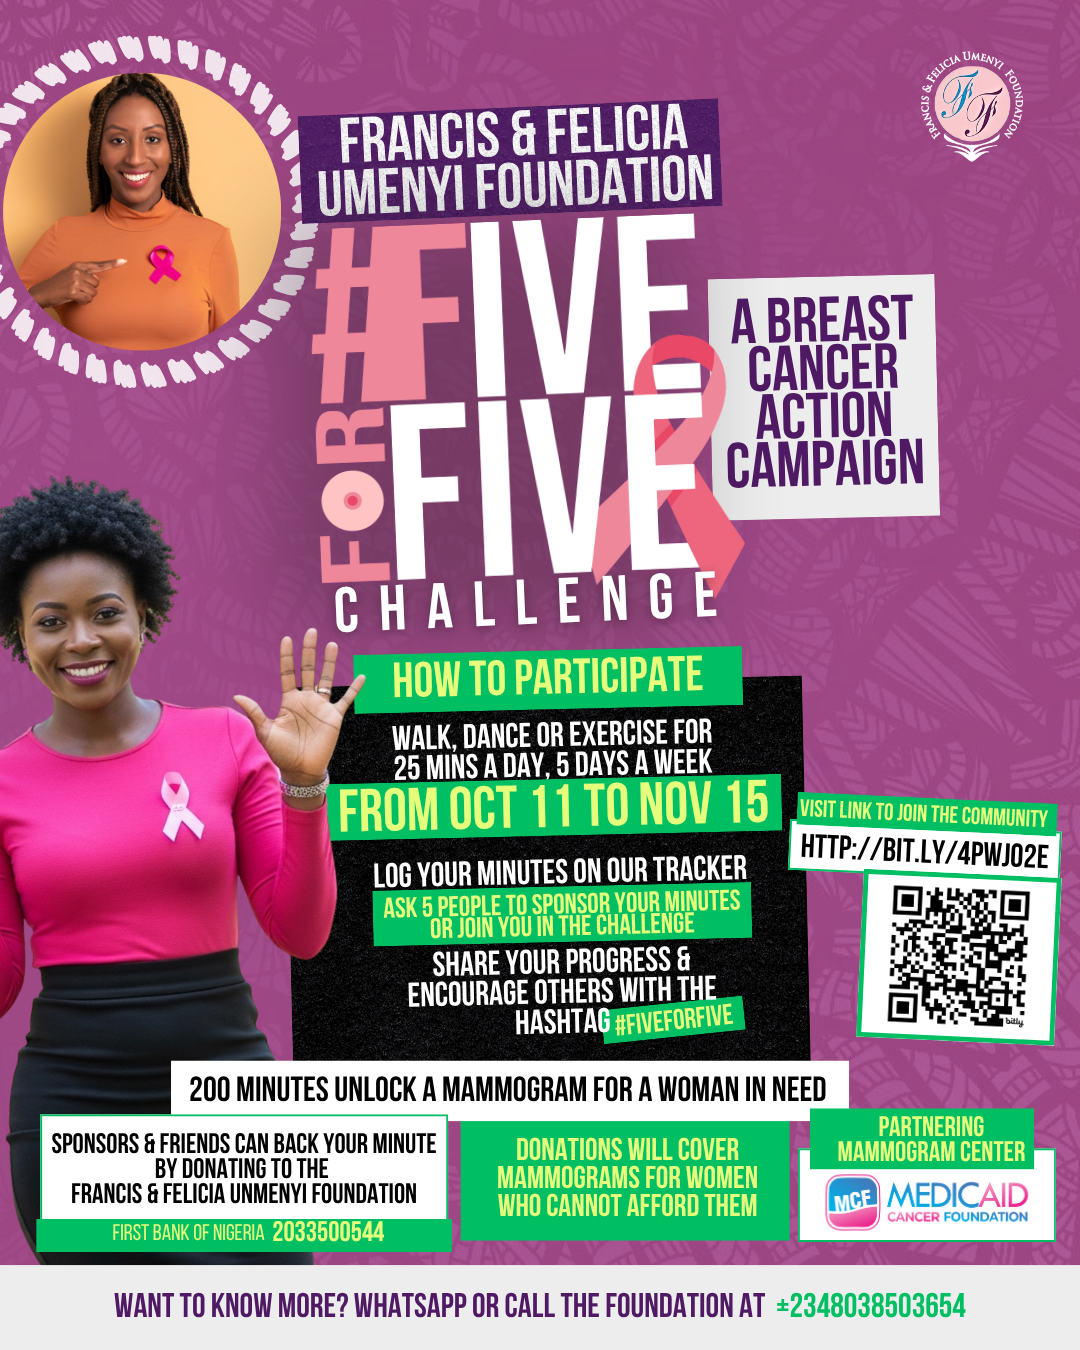 FRANCIS & FELICIA UMENYI FOUNDATION
FF
FRANCIS & FELICIA
UMENYI FOUNDATION
#FIVE
FOR
FIVE
CHALLENGE
A BREAST
CANCER
ACTION
CAMPAIGN
HOW TO PARTICIPATE
WALK, DANCE OR EXERCISE FOR
25 MINS A DAY, 5 DAYS A WEEK
FROM OCT 11 TO NOV 15
LOG YOUR MINUTES ON OUR TRACKER
ASK 5 PEOPLE TO SPONSOR YOUR MINUTES
OR JOIN YOU IN THE CHALLENGE
SHARE YOUR PROGRESS &
ENCOURAGE OTHERS WITH THE
HASHTAG #FIVEFORFIVE
VISIT LINK TO JOIN THE COMMUNITY
HTTP://BIT.LY/4PWJO2E
bitly
200 MINUTES UNLOCK A MAMMOGRAM FOR A WOMAN IN NEED
SPONSORS & FRIENDS CAN BACK YOUR MINUTE
BY DONATING TO THE
FRANCIS & FELICIA UNMENYI FOUNDATION
FIRST BANK OF NIGERIA 2033500544
DONATIONS WILL COVER
MAMMOGRAMS FOR WOMEN
WHO CANNOT AFFORD THEM
PARTNERING
MAMMOGRAM CENTER
MCF
MEDICAID
CANCER FOUNDATION
WANT TO KNOW MORE? WHATSAPP OR CALL THE FOUNDATION AT ±2348038503654